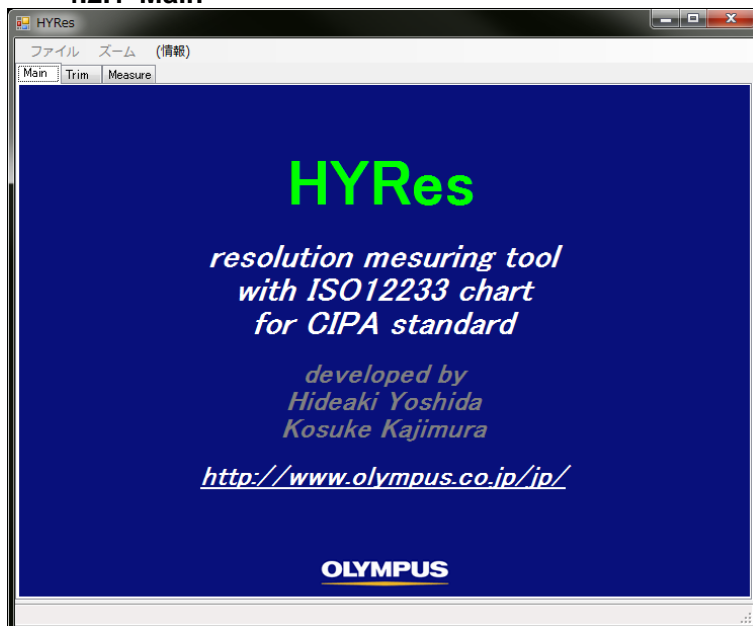 HYRes
ファイル ズーム (情報)
Main Trim Measure
HYRes
resolution mesuring tool
with ISO12233 chart
for CIPA standard
developed by
Hideaki Yoshida
Kosuke Kajimura
http://www.olympus.co.jp/jp/
OLYMPUS